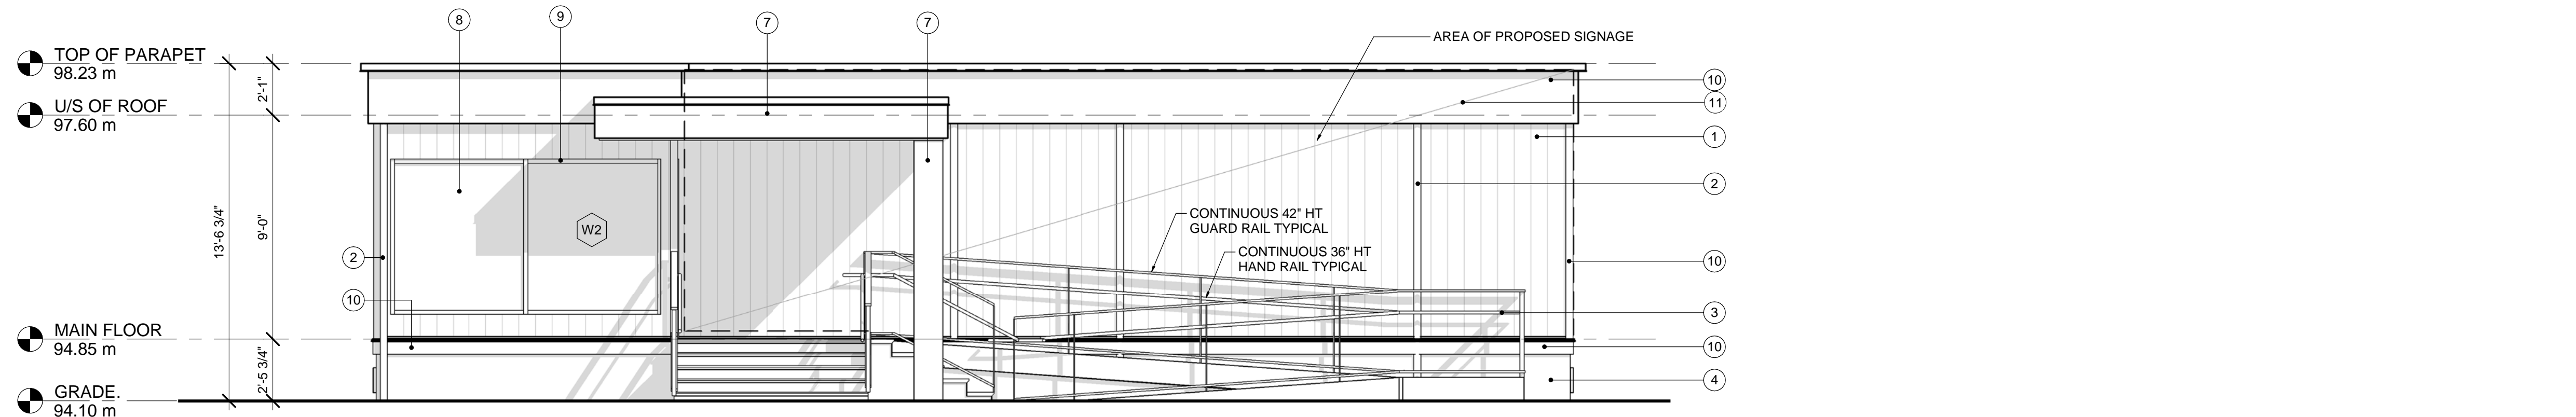 8
9
7
7
AREA OF PROPOSED SIGNAGE
TOP OF PARAPET
98.23 m
2'-1"
10
U/S OF ROOF
97.60 m
11
1
2
13'-6 3/4"
9'-0"
W2
CONTINUOUS 42" HT
GUARD RAIL TYPICAL
CONTINUOUS 36" HT
HAND RAIL TYPICAL
2
10
10
3
MAIN FLOOR
94.85 m
10
2'-5 3/4"
4
GRADE.
94.10 m